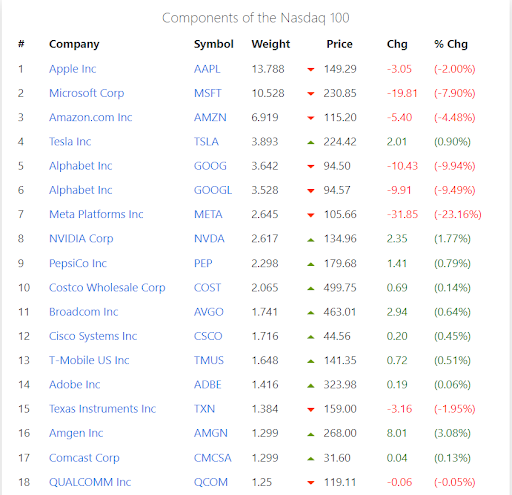 Components of the Nasdaq 100
# Company Symbol Weight Price Chg % Chg
1 Apple Inc AAPL 13.788 149.29 -3.05 (-2.00%)
2 Microsoft Corp MSFT 10.528 230.85 -19.81 (-7.90%)
3 Amazon.com Inc AMZN 6.919 115.20 -5.40 (-4.48%)
4 Tesla Inc TSLA 3.893 224.42 2.01 (0.90%)
5 Alphabet Inc GOOG 3.642 94.50 -10.43 (-9.94%)
6 Alphabet Inc GOOGL 3.528 94.57 -9.91 (-9.49%)
7 Meta Platforms Inc META 2.645 105.66 -31.85 (-23.16%)
8 NVIDIA Corp NVDA 2.617 134.96 2.35 (1.77%)
9 PepsiCo Inc PEP 2.298 179.68 1.41 (0.79%)
10 Costco Wholesale Corp COST 2.065 499.75 0.69 (0.14%)
11 Broadcom Inc AVGO 1.741 463.01 2.94 (0.64%)
12 Cisco Systems Inc CSCO 1.716 44.56 0.20 (0.45%)
13 T-Mobile US Inc TMUS 1.648 141.35 0.72 (0.51%)
14 Adobe Inc ADBE 1.416 323.98 0.19 (0.06%)
15 Texas Instruments Inc TXN 1.384 159.00 -3.16 (-1.95%)
16 Amgen Inc AMGN 1.299 268.00 8.01 (3.08%)
17 Comcast Corp CMCSA 1.299 31.60 0.04 (0.13%)
18 QUALCOMM Inc QCOM 1.25 119.11 -0.06 (-0.05%)